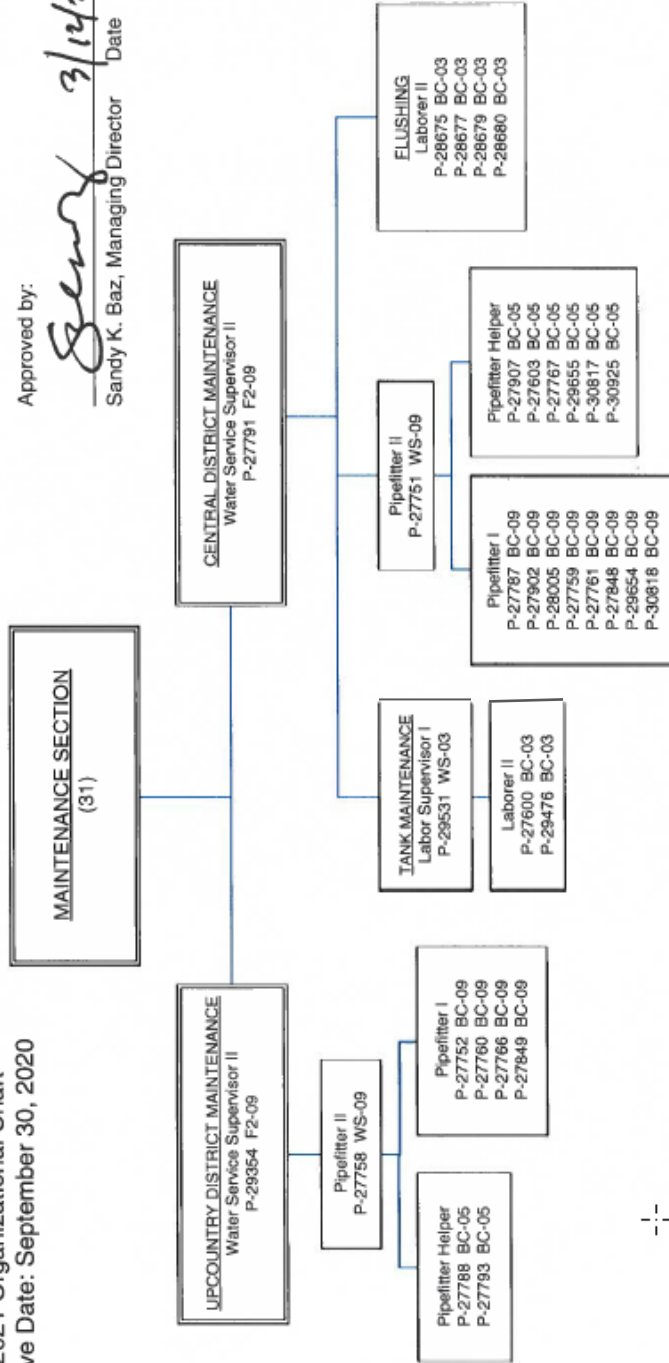 2021 Organizational Chart
ve Date: September 30, 2020
Approved by:
3/12/
Sandy K. Baz, Managing Director Date
MAINTENANCE SECTION
(31)
UPCOUNTRY DISTRICT MAINTENANCE
Water Service Supervisor II
P-29354 F2-09
CENTRAL DISTRICT MAINTENANCE
Water Service Supervisor II
P-27791 F2-09
Pipefitter II
P-27758 WS-09
Pipefitter Helper
P-27788 BC-05
P-27793 BC-05
Pipefitter I
P-27752 BC-09
P-27760 BC-09
P-27766 BC-09
P-27849 BC-09
TANK MAINTENANCE
Labor Supervisor I
P-29531 WS-03
Laborer II
P-27600 BC-03
P-29476 BC-03
Pipefitter II
P-27751 WS-09
Pipefitter I
P-27787 BC-09
P-27902 BC-09
P-28005 BC-09
P-27759 BC-09
P-27761 BC-09
P-27848 BC-09
P-29654 BC-09
P-30818 BC-09
Pipefitter Helper
P-27907 BC-05
P-27603 BC-05
P-27767 BC-05
P-29655 BC-05
P-30817 BC-05
P-30925 BC-05
FLUSHING
Laborer II
P-28675 BC-03
P-28677 BC-03
P-28679 BC-03
P-28680 BC-03